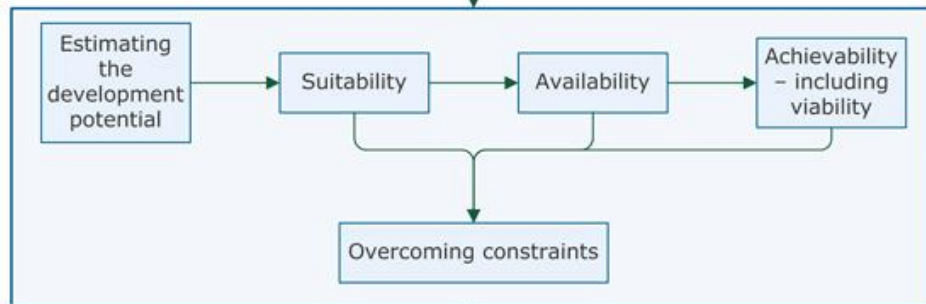 Estimating
the
development
potential
Suitability
Availability
Achievability
– including
viability
Overcoming constraints